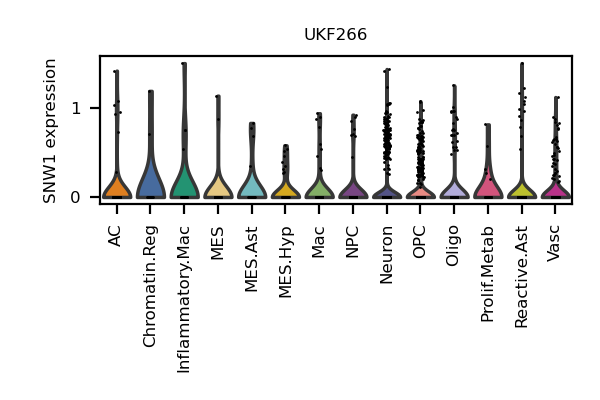 UKF266
SNW1 expression
1
0
AC
Chromatin.Reg
Inflammatory.Mac
MES
MES.Ast
MES.Hyp
Mac
NPC
Neuron
OPC
Oligo
Prolif.Metab
Reactive.Ast
Vasc